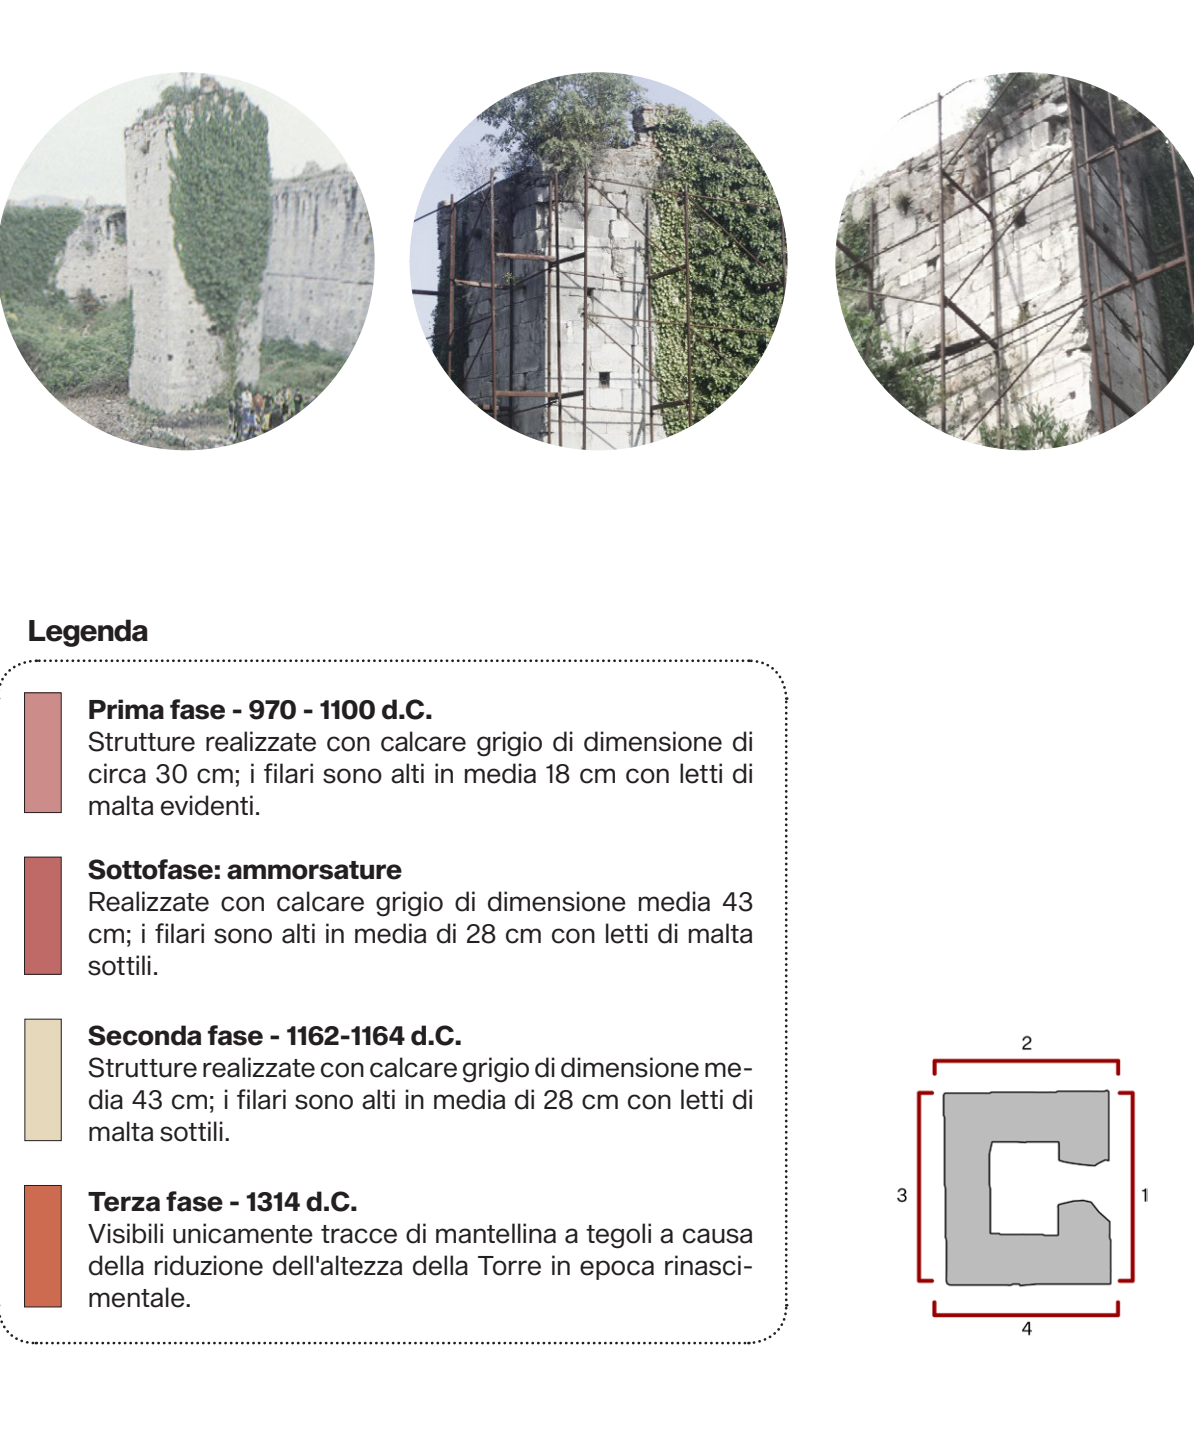 Legenda
Prima fase - 970 - 1100 d.C.
Strutture realizzate con calcare grigio di dimensione di
circa 30 cm; i filari sono alti in media 18 cm con letti di
malta evidenti.
Sottofase: ammorsature
Realizzate con calcare grigio di dimensione media 43
cm; i filari sono alti in media di 28 cm con letti di malta
sottili.
Seconda fase - 1162-1164 d.C.
Strutture realizzate con calcare grigio di dimensione me-
dia 43 cm; i filari sono alti in media di 28 cm con letti di
malta sottili.
Terza fase - 1314 d.C.
Visibili unicamente tracce di mantellina a tegoli a causa
della riduzione dell'altezza della Torre in epoca rinasci-
mentale.
2
3
1
4